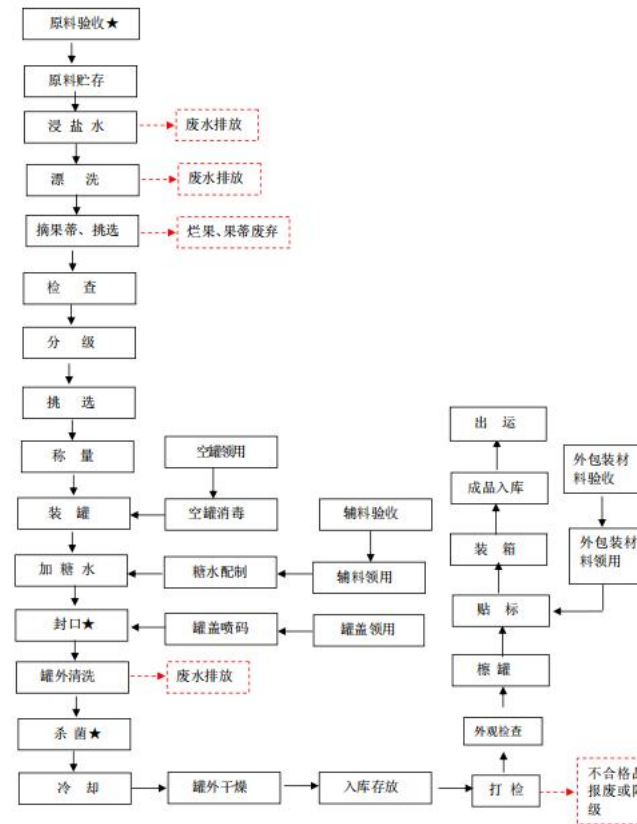 原料验收★
原料贮存
浸 盐 水
废水排放
漂 洗
废水排放
摘果蒂、挑选
烂果、果蒂废弃
检 查
分 级
挑 选
称 量
空罐领用
装 罐
空罐消毒
辅料验收
加 糖 水
糖水配制
辅料领用
封口★
罐盖喷码
罐盖领用
罐外清洗
废水排放
杀 菌★
冷 却
罐外干燥
入库存放
打 检
不合格品
报废或降
级
外观检查
檫 罐
贴 标
外包装材
料验收
外包装材
料领用
装 箱
成品入库
出 运